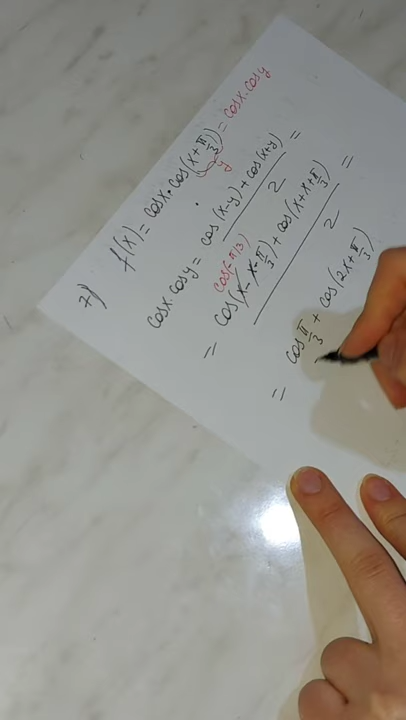 7) f(x) = cosx·cos(x+π/3) = cosx·cosy
y
cosx·cosy = (cos(x-y)+cos(x+y))/2 =
cos(-π/3)
= (cos(x-x-π/3)+cos(x+x+π/3))/2 =
= cos π/3 + cos(2x+π/3)